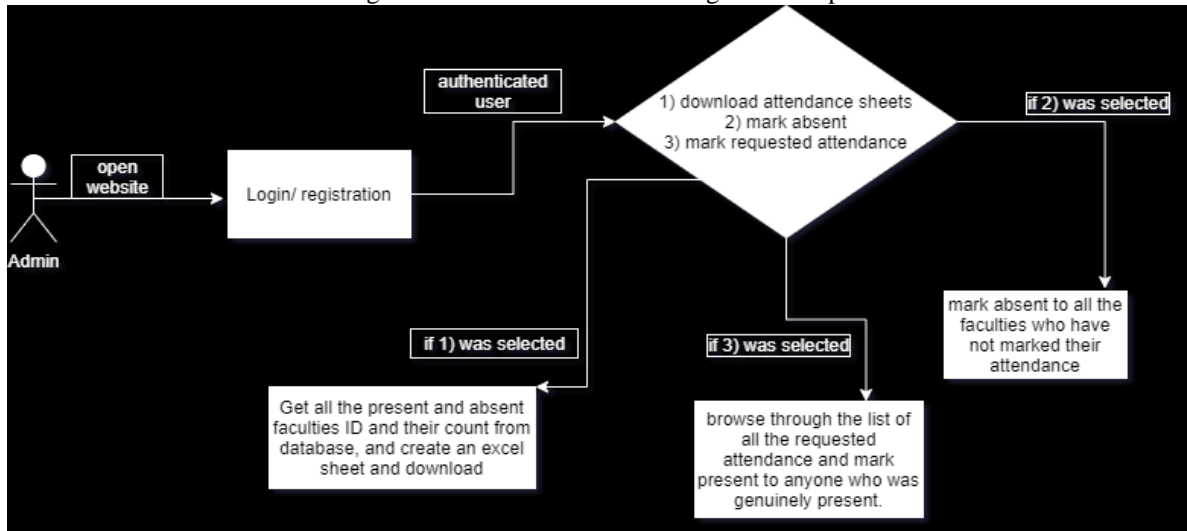 authenticated
user
1) download attendance sheets
2) mark absent
3) mark requested attendance
if 2) was selected
open
website
Login/ registration
Admin
if 1) was selected
if 3) was selected
mark absent to all the
faculties who have
not marked their
attendance
Get all the present and absent
faculties ID and their count from
database, and create an excel
sheet and download
browse through the list of
all the requested
attendance and mark
present to anyone who was
genuinely present.